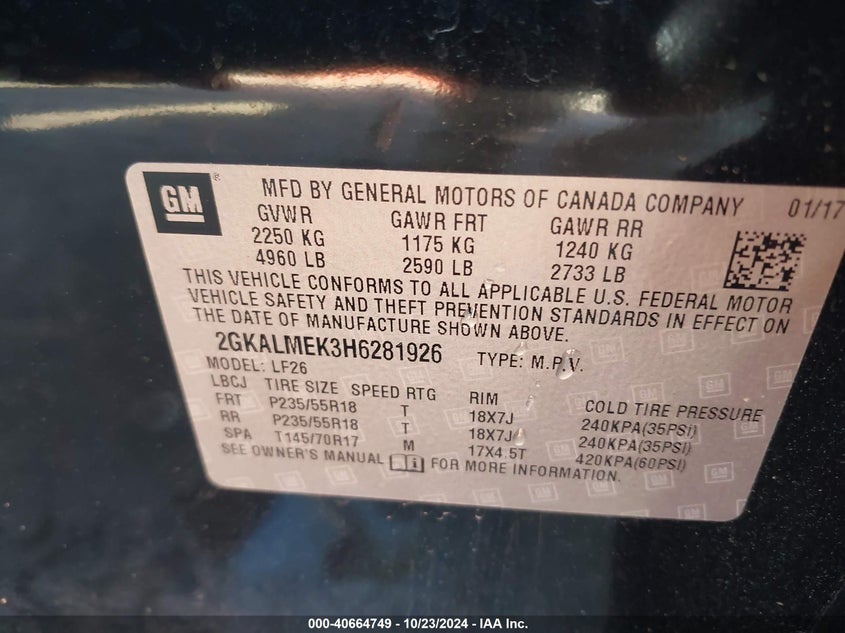 GM ® MFD BY GENERAL MOTORS OF CANADA COMPANY 01/17
GVWR GAWR FRT GAWR RR
2250 KG 1175 KG 1240 KG
4960 LB 2590 LB 2733 LB
THIS VEHICLE CONFORMS TO ALL APPLICABLE U.S. FEDERAL MOTOR
VEHICLE SAFETY AND THEFT PREVENTION STANDARDS IN EFFECT ON
THE DATE OF MANUFACTURE SHOWN ABOVE.
2GKALMEK3H6281926 TYPE: M.P.V.
MODEL: LF26
LBCJ TIRE SIZE SPEED RTG RIM COLD TIRE PRESSURE
FRT P235/55R18 T 18X7J 240KPA(35PSI)
RR P235/55R18 T 18X7J 240KPA(35PSI)
SPA T145/70R17 M 17X4.5T 420KPA(60PSI)
SEE OWNER'S MANUAL FOR MORE INFORMATION.
000-40664749 | 10/23/2024 - IAA Inc.